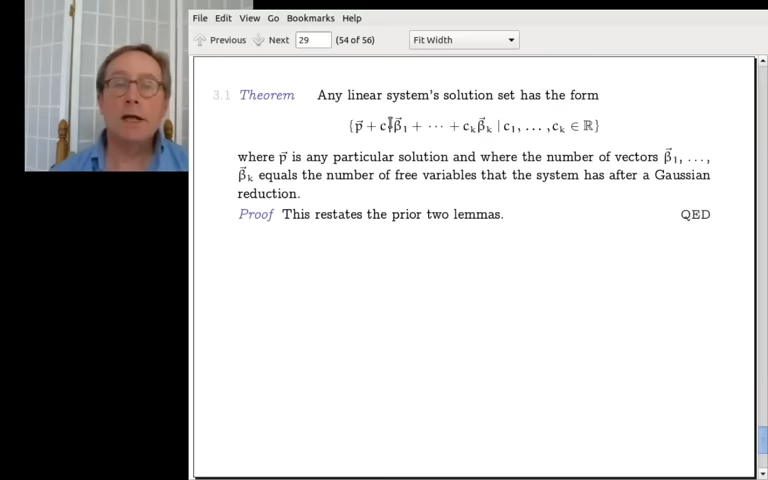 File Edit View Go Bookmarks Help
Previous Next 29 (54 of 56) Fit Width
3.1 Theorem Any linear system's solution set has the form
{p⃗ + c₁β⃗₁ + ⋯ + cₖβ⃗ₖ | c₁, … , cₖ ∈ ℝ}
where p⃗ is any particular solution and where the number of vectors β⃗₁, … ,
β⃗ₖ equals the number of free variables that the system has after a Gaussian
reduction.
Proof This restates the prior two lemmas. QED